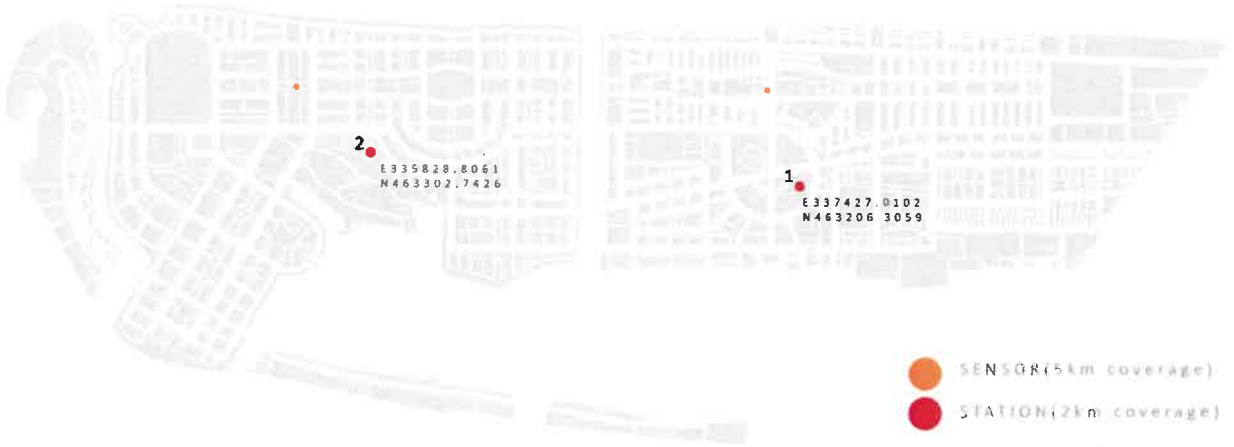 2
E335828.8061
N463302.7426
1
E337427.0102
N463206 3059
SENSOR(5km coverage)
STATION(2km coverage)